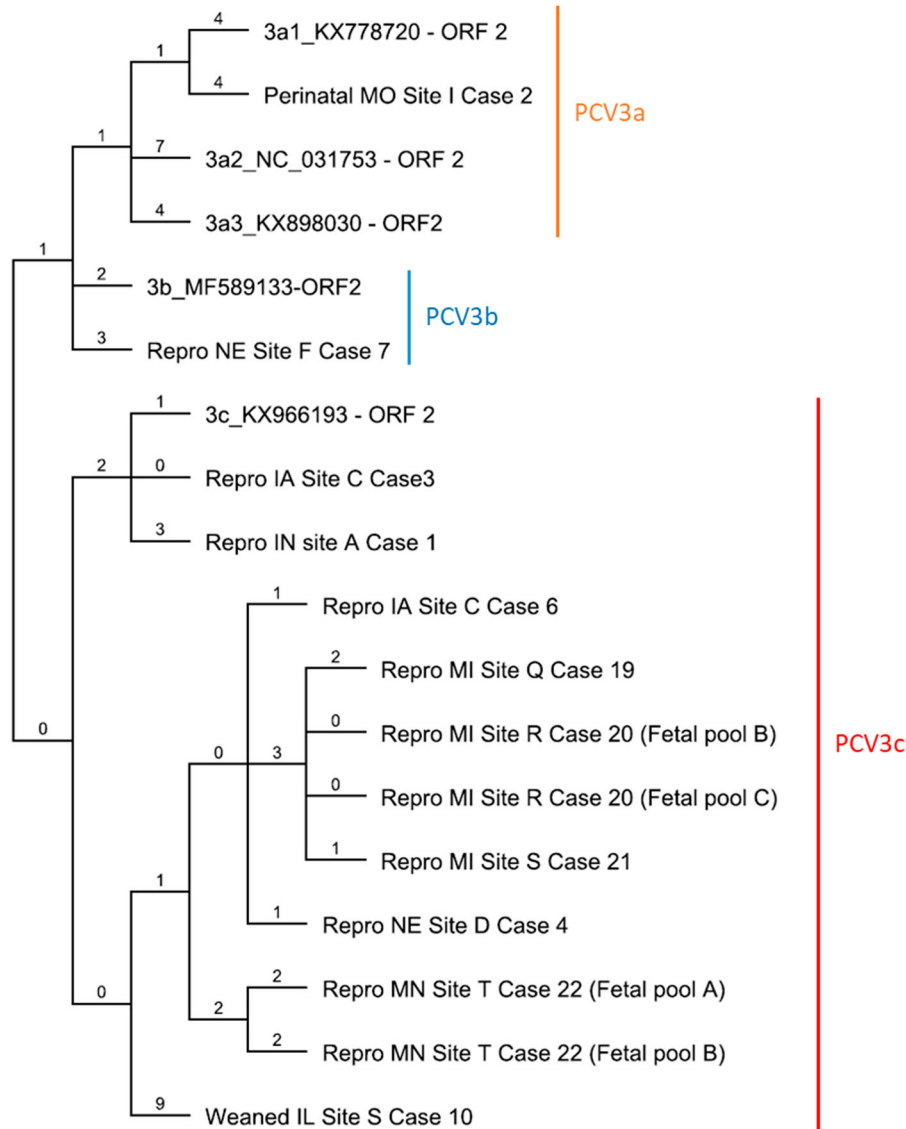 4
3a1_KX778720 - ORF 2
1
4
Perinatal MO Site I Case 2
PCV3a
1
7
3a2_NC_031753 - ORF 2
4
3a3_KX898030 - ORF2
1
2
3b_MF589133-ORF2
PCV3b
3
Repro NE Site F Case 7
1
3c_KX966193 - ORF 2
2
0
Repro IA Site C Case3
3
Repro IN site A Case 1
1
Repro IA Site C Case 6
2
Repro MI Site Q Case 19
0
0
Repro MI Site R Case 20 (Fetal pool B)
PCV3c
0
3
0
Repro MI Site R Case 20 (Fetal pool C)
1
Repro MI Site S Case 21
1
1
Repro NE Site D Case 4
0
2
2
Repro MN Site T Case 22 (Fetal pool A)
2
Repro MN Site T Case 22 (Fetal pool B)
9
Weaned IL Site S Case 10